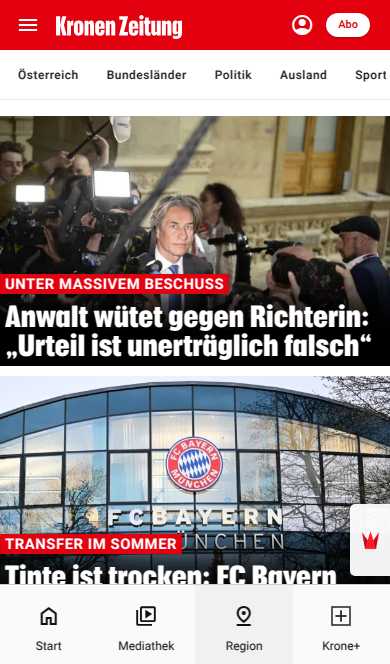 Kronen Zeitung
Abo
Österreich Bundesländer Politik Ausland Sport
UNTER MASSIVEM BESCHUSS
Anwalt wütet gegen Richterin:
„Urteil ist unerträglich falsch“
FC BAYERN
MÜNCHEN
FC BAYERN
MÜNCHEN
TRANSFER IM SOMMER
Tinte ist trocken: FC Bayern
Start Mediathek Region Krone+